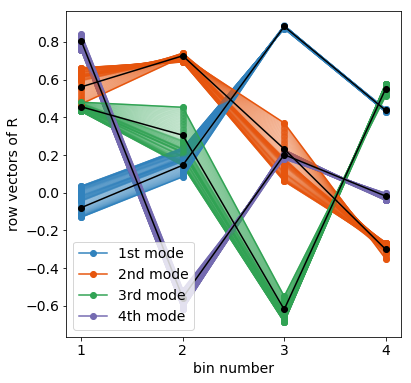 row vectors of R
0.8
0.6
0.4
0.2
0.0
−0.2
−0.4
−0.6
1st mode
2nd mode
3rd mode
4th mode
1 2 3 4
bin number